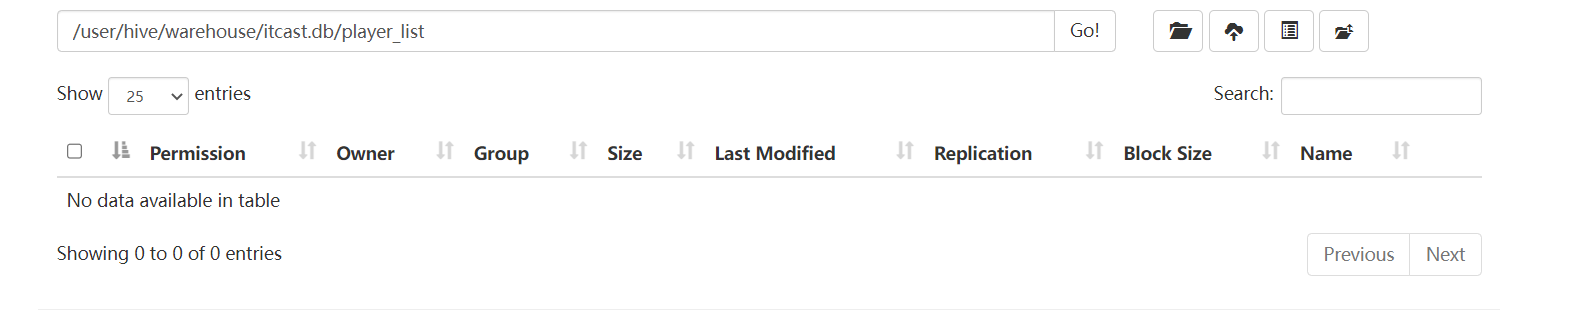 /user/hive/warehouse/itcast.db/player_list Go!
Show 25 entries Search:
Permission Owner Group Size Last Modified Replication Block Size Name
No data available in table
Showing 0 to 0 of 0 entries Previous Next